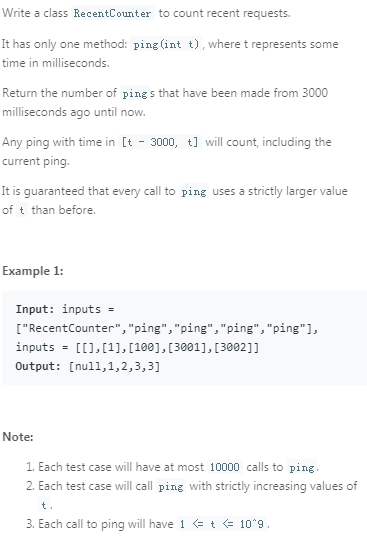 Write a class RecentCounter to count recent requests.
It has only one method: ping(int t), where t represents some
time in milliseconds.
Return the number of pings that have been made from 3000
milliseconds ago until now.
Any ping with time in [t - 3000, t] will count, including the
current ping.
It is guaranteed that every call to ping uses a strictly larger value
of t than before.
Example 1:
Input: inputs =
["RecentCounter","ping","ping","ping","ping"],
inputs = [[],[1],[100],[3001],[3002]]
Output: [null,1,2,3,3]
Note:
1. Each test case will have at most 10000 calls to ping.
2. Each test case will call ping with strictly increasing values of
t.
3. Each call to ping will have 1 <= t <= 10^9.